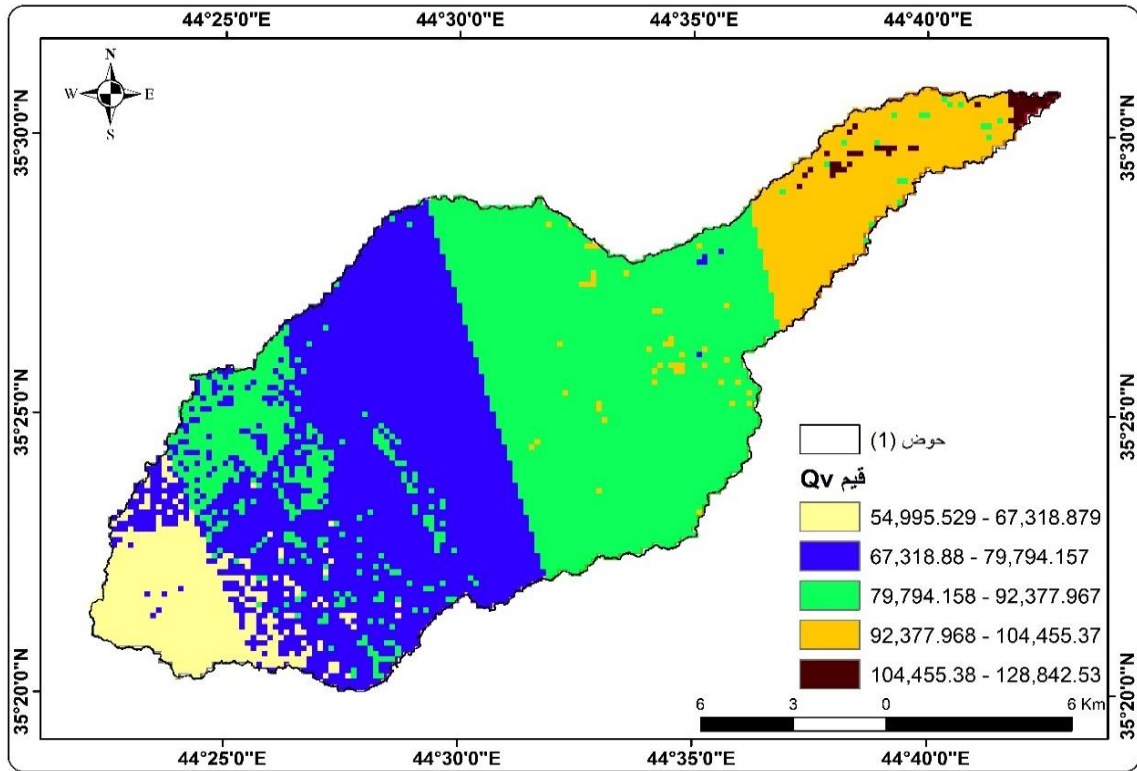 44°25'0"E 44°30'0"E 44°35'0"E 44°40'0"E
N
W E
S
35°30'0"N 35°30'0"N
35°25'0"N 35°25'0"N
35°20'0"N 35°20'0"N
حوض (1)
قيم Qv
54,995.529 - 67,318.879
67,318.88 - 79,794.157
79,794.158 - 92,377.967
92,377.968 - 104,455.37
104,455.38 - 128,842.53
6 3 0 6 Km
44°25'0"E 44°30'0"E 44°35'0"E 44°40'0"E